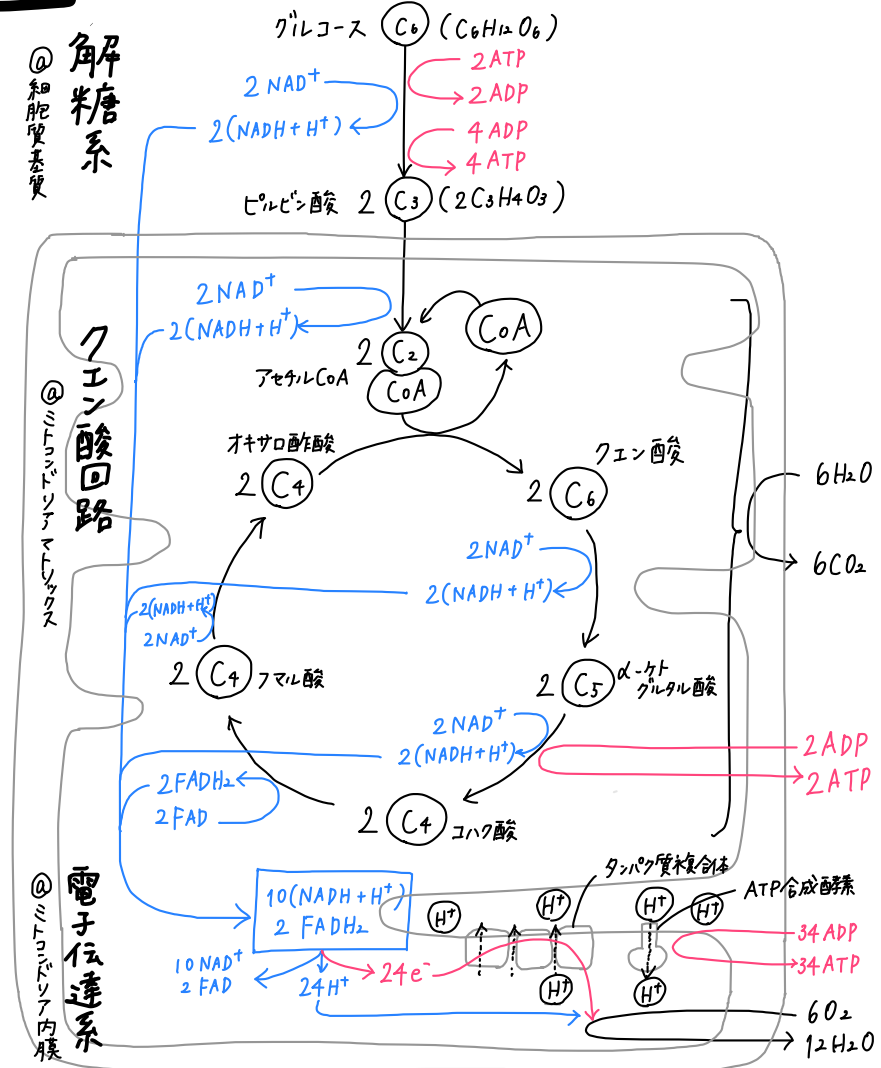 解糖系
@細胞質基質
グルコース C₆ (C₆H₁₂O₆)
2ATP
2ADP
2NAD⁺
2(NADH+H⁺)
4ADP
4ATP
ピルビン酸 2 C₃ (2C₃H₄O₃)
クエン酸回路
@ミトコンドリアマトリックス
2NAD⁺
2(NADH+H⁺)
CoA
2 C₂
アセチルCoA
CoA
オキサロ酢酸
2 C₄
クエン酸
2 C₆
6H₂O
6CO₂
2NAD⁺
2(NADH+H⁺)
2(NADH+H⁺)
2NAD⁺
2 C₄ フマル酸
2 C₅ α-ケト
グルタル酸
2NAD⁺
2(NADH+H⁺)
2ADP
2ATP
2FADH₂
2FAD
2 C₄ コハク酸
電子伝達系
@ミトコンドリア内膜
タンパク質複合体
ATP合成酵素
10(NADH+H⁺)
2 FADH₂
H⁺
H⁺
H⁺
H⁺
34ADP
34ATP
10NAD⁺
2 FAD
24H⁺
24e⁻
H⁺
H⁺
6O₂
12H₂O